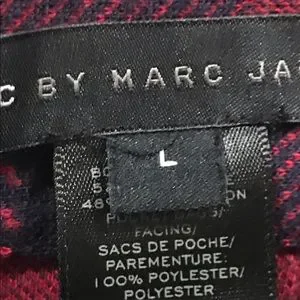 C BY MARC JA
L
FACING/
SACS DE POCHE/
PAREMENTURE:
100% POYLESTER/
POLYESTER